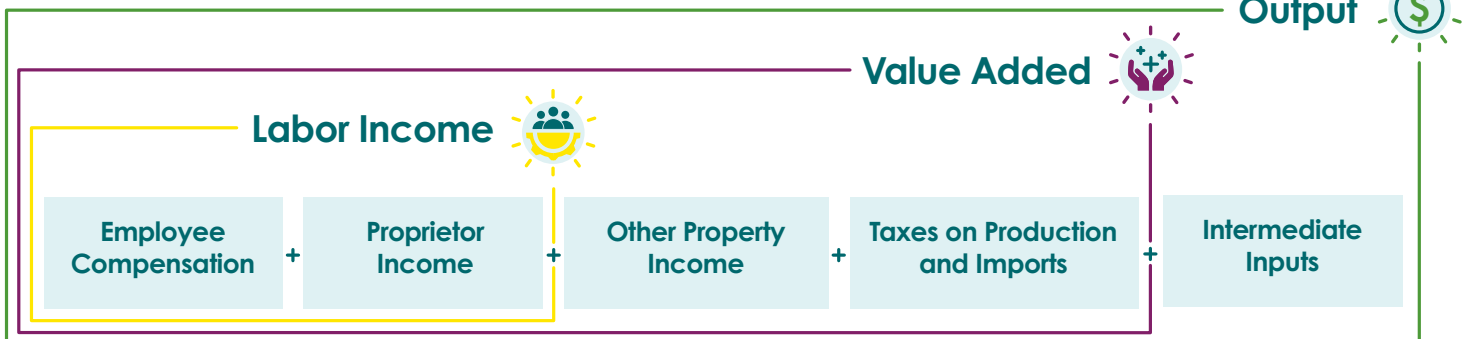 Output
$
Value Added
Labor Income
Employee
Compensation
+
Proprietor
Income
+
Other Property
Income
+
Taxes on Production
and Imports
+
Intermediate
Inputs